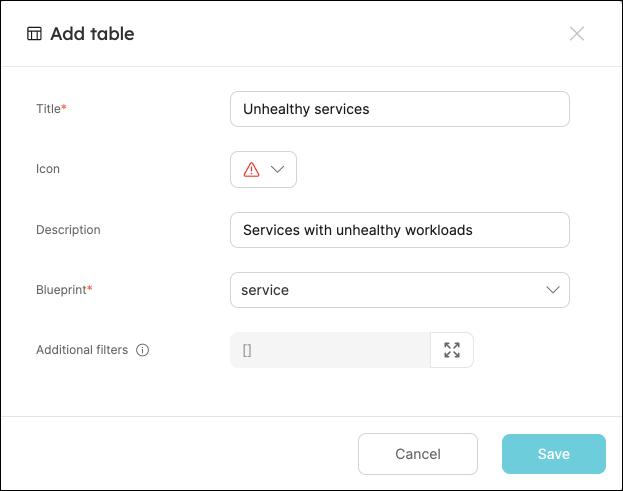 Add table
Title*
Unhealthy services
Icon
Description
Services with unhealthy workloads
Blueprint*
service
Additional filters
[]
Cancel
Save